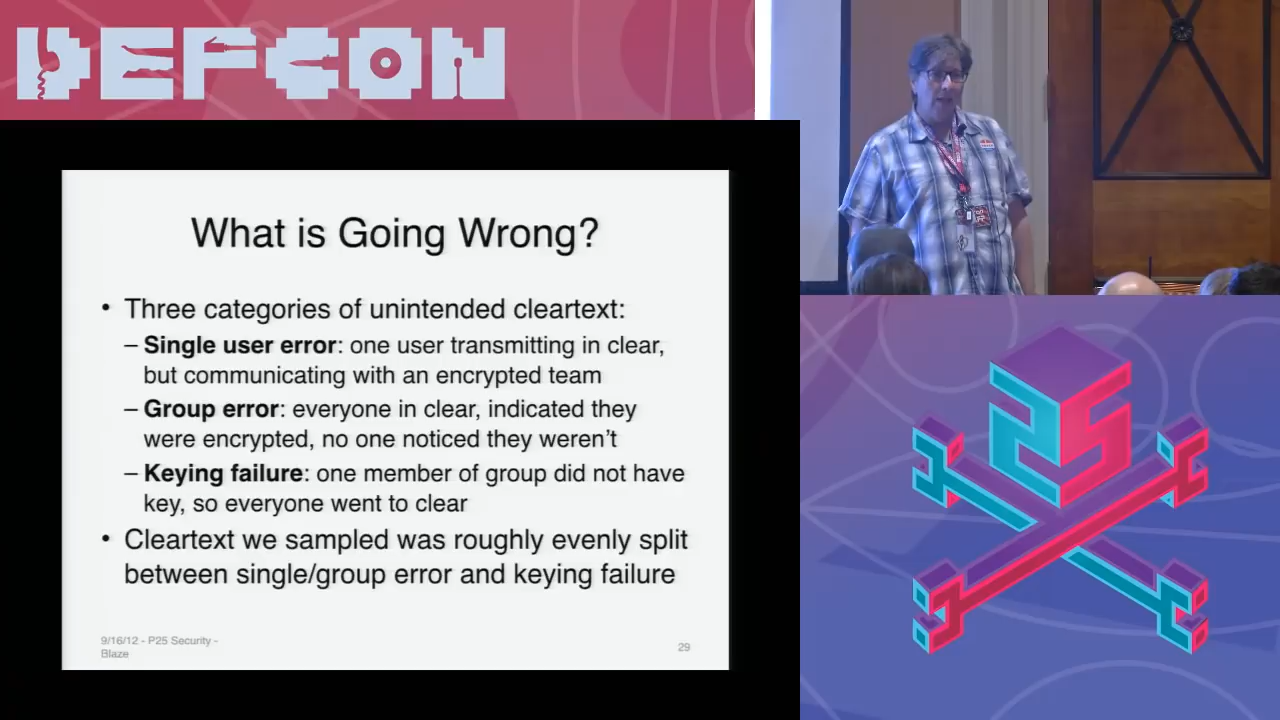 DEFCON
What is Going Wrong?
• Three categories of unintended cleartext:
– Single user error: one user transmitting in clear,
but communicating with an encrypted team
– Group error: everyone in clear, indicated they
were encrypted, no one noticed they weren't
– Keying failure: one member of group did not have
key, so everyone went to clear
• Cleartext we sampled was roughly evenly split
between single/group error and keying failure
9/16/12 - P25 Security -
Blaze
29
25